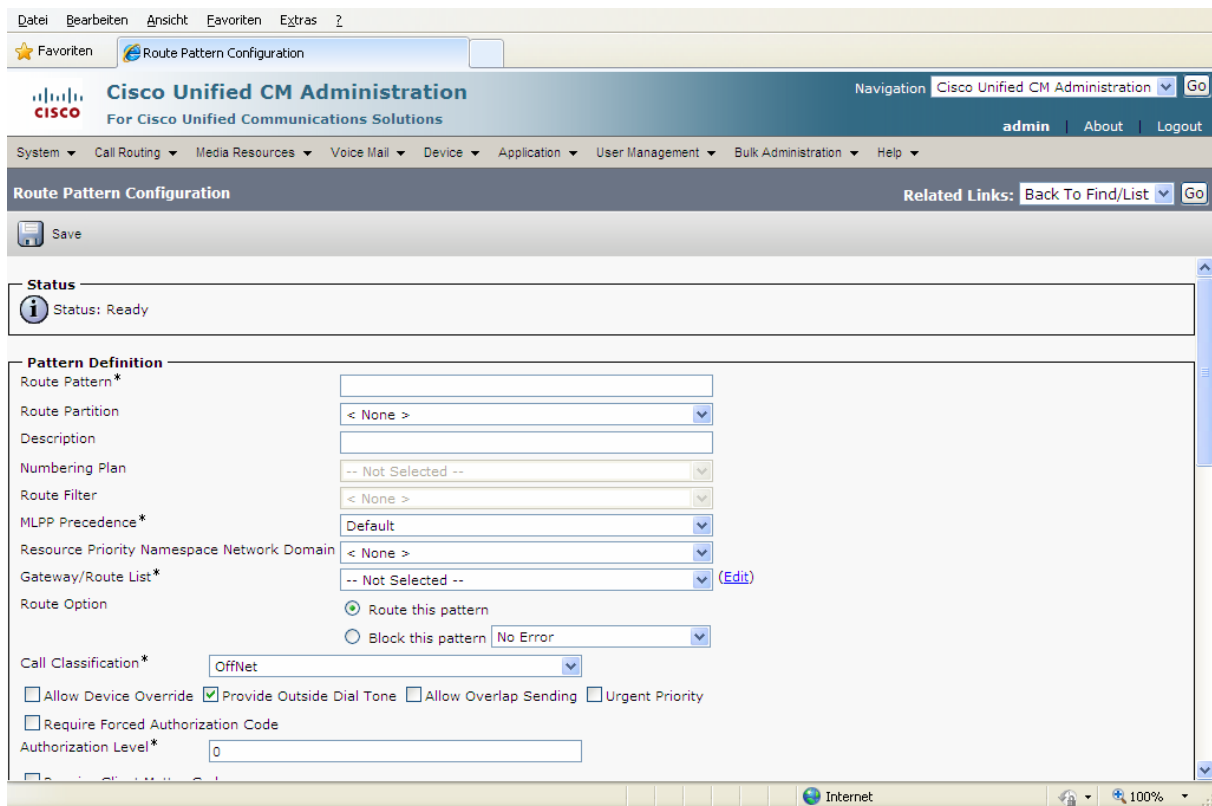 Datei Bearbeiten Ansicht Favoriten Extras ?
Favoriten Route Pattern Configuration
cisco Cisco Unified CM Administration Navigation Cisco Unified CM Administration Go
For Cisco Unified Communications Solutions admin About Logout
System Call Routing Media Resources Voice Mail Device Application User Management Bulk Administration Help
Route Pattern Configuration Related Links: Back To Find/List Go
Save
Status
i Status: Ready
Pattern Definition
Route Pattern*
Route Partition < None >
Description
Numbering Plan -- Not Selected --
Route Filter < None >
MLPP Precedence* Default
Resource Priority Namespace Network Domain < None >
Gateway/Route List* -- Not Selected -- (Edit)
Route Option Route this pattern
Block this pattern No Error
Call Classification* OffNet
Allow Device Override Provide Outside Dial Tone Allow Overlap Sending Urgent Priority
Require Forced Authorization Code
Authorization Level* 0
Internet 100%